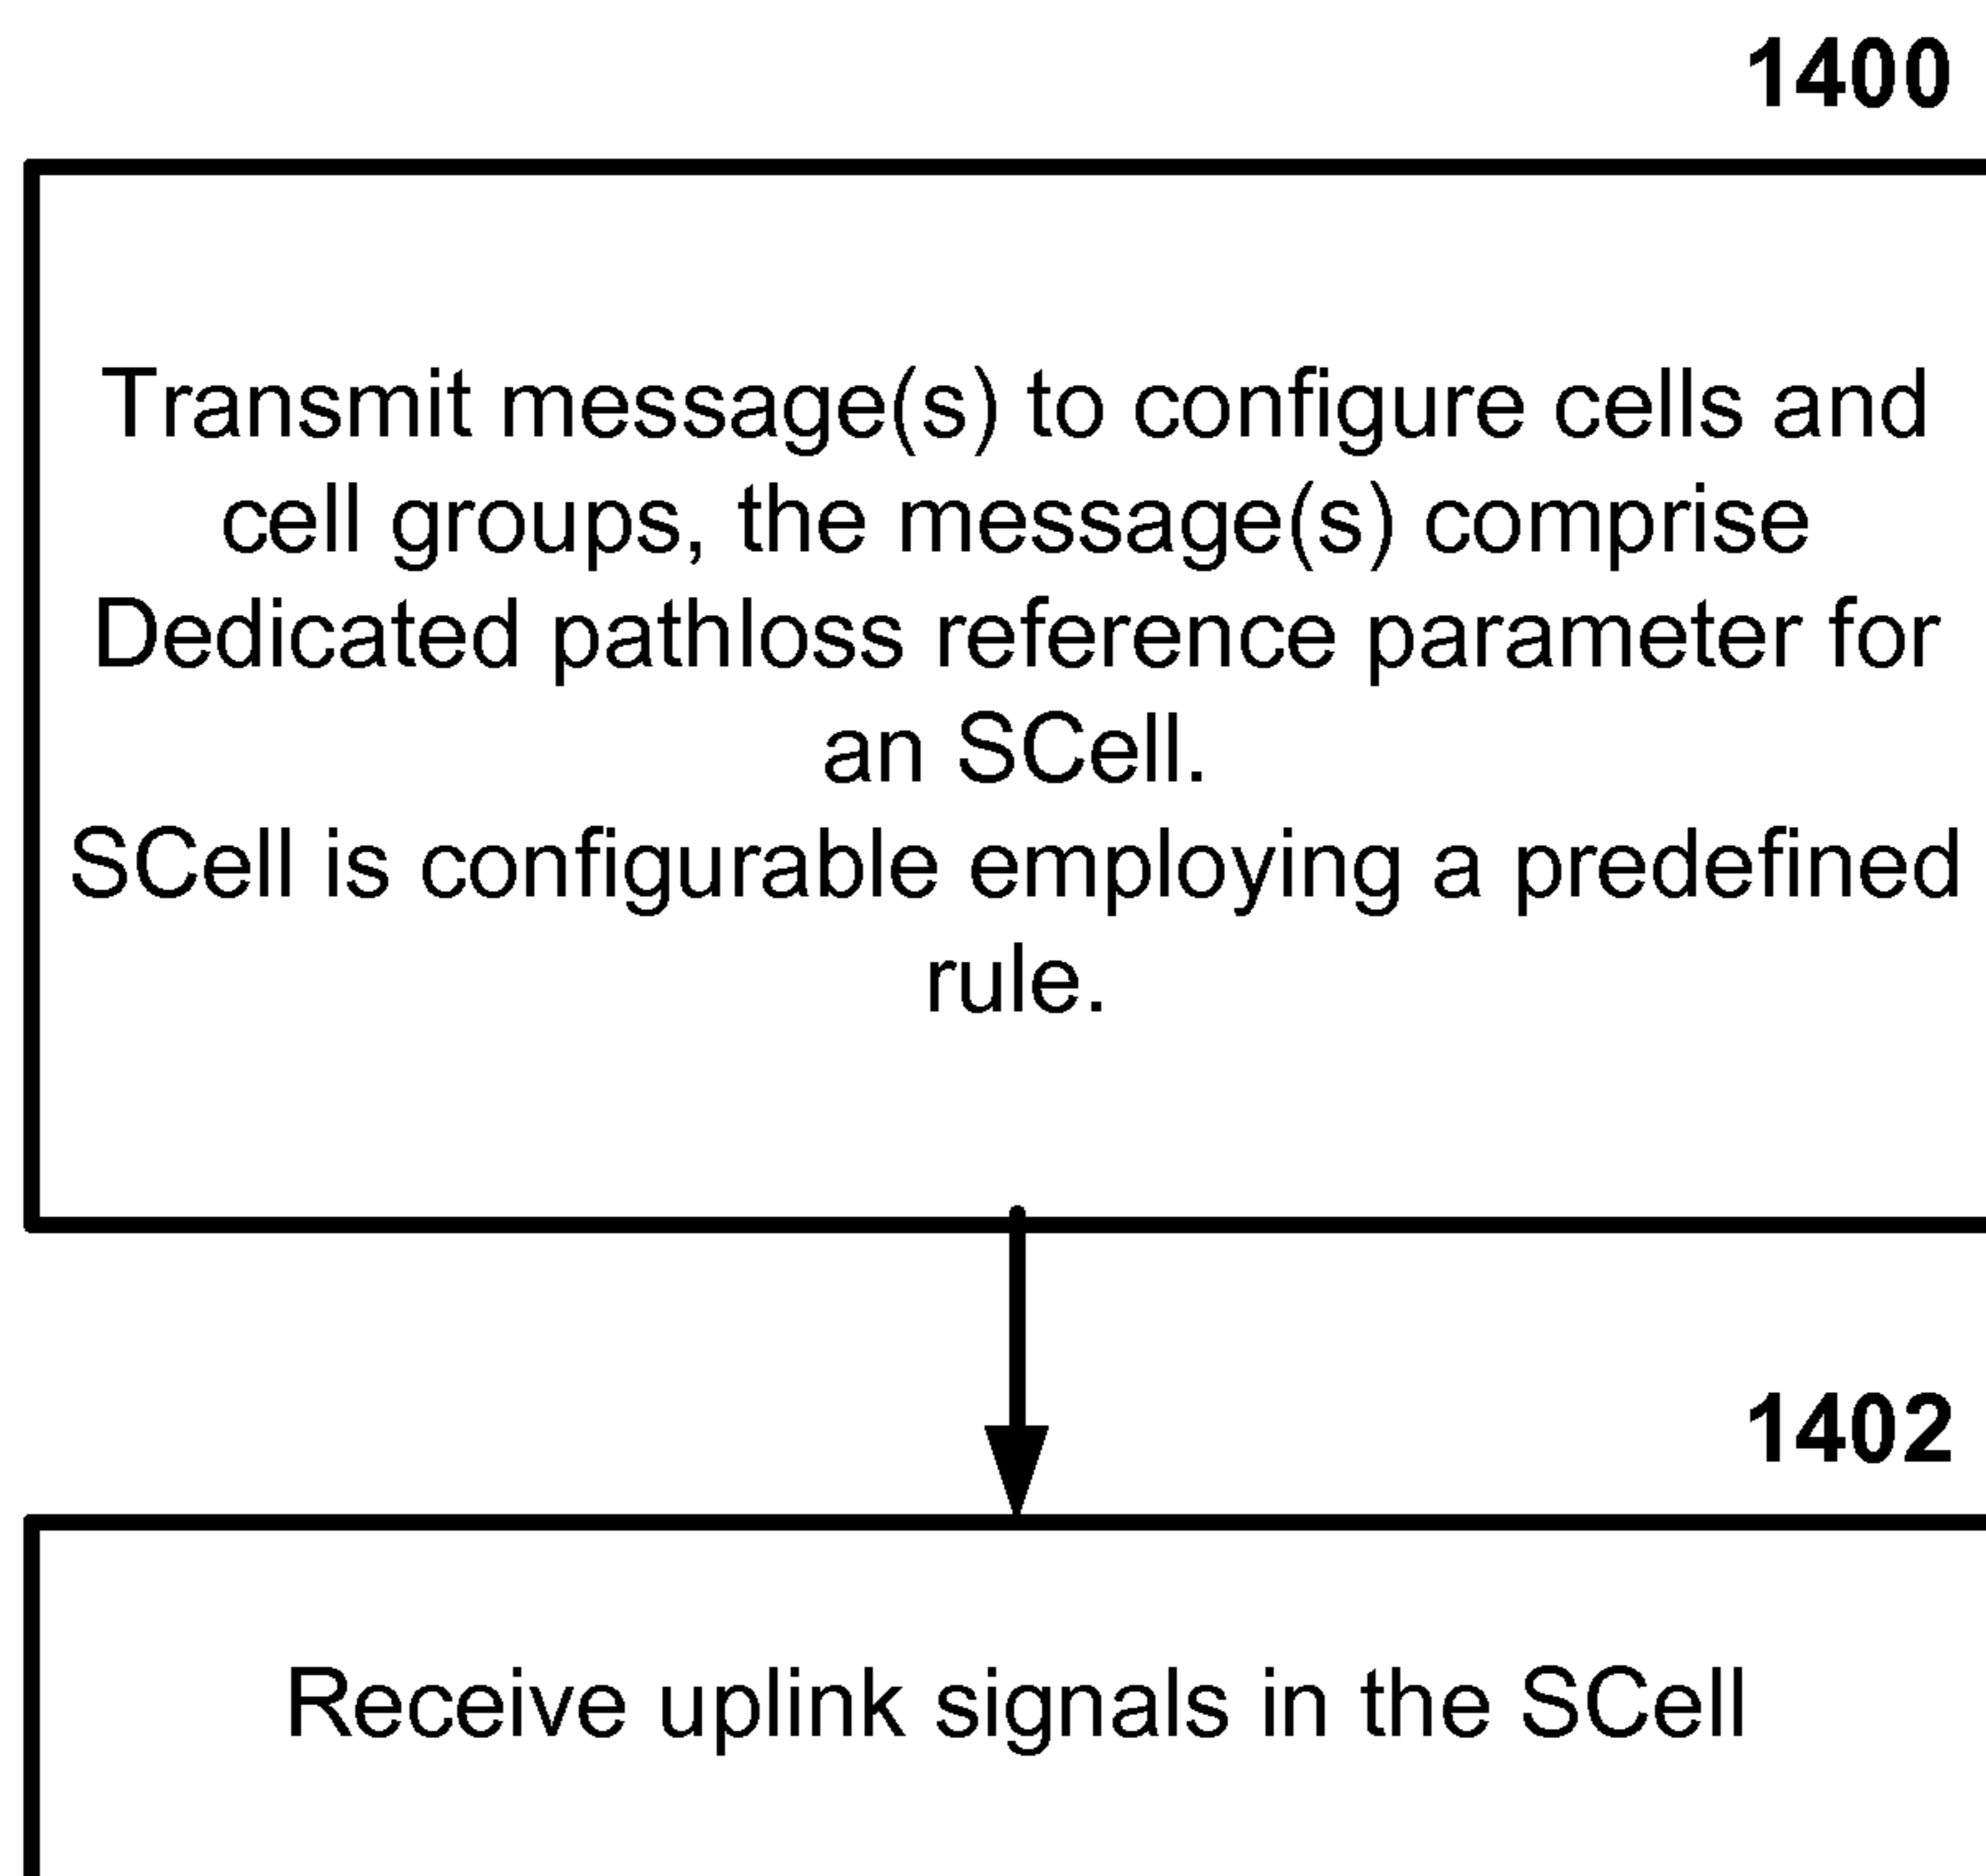 1400
Transmit message(s) to configure cells and
cell groups, the message(s) comprise
Dedicated pathloss reference parameter for
an SCell.
SCell is configurable employing a predefined
rule.
1402
Receive uplink signals in the SCell